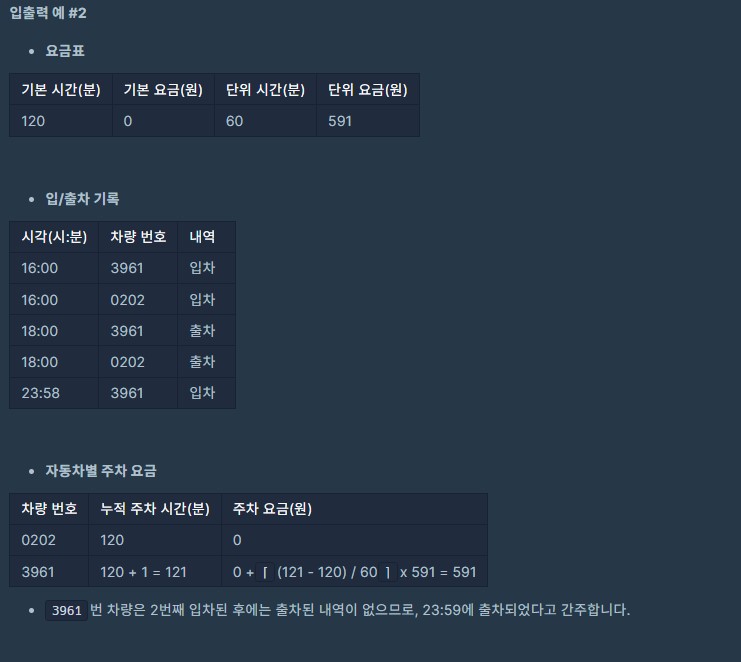 입출력 예 #2
• 요금표
기본 시간(분) 기본 요금(원) 단위 시간(분) 단위 요금(원)
120 0 60 591
• 입/출차 기록
시각(시:분) 차량 번호 내역
16:00 3961 입차
16:00 0202 입차
18:00 3961 출차
18:00 0202 출차
23:58 3961 입차
• 자동차별 주차 요금
차량 번호 누적 주차 시간(분) 주차 요금(원)
0202 120 0
3961 120 + 1 = 121 0 + ⌈ (121 - 120) / 60 ⌉ x 591 = 591
• 3961 번 차량은 2번째 입차된 후에는 출차된 내역이 없으므로, 23:59에 출차되었다고 간주합니다.